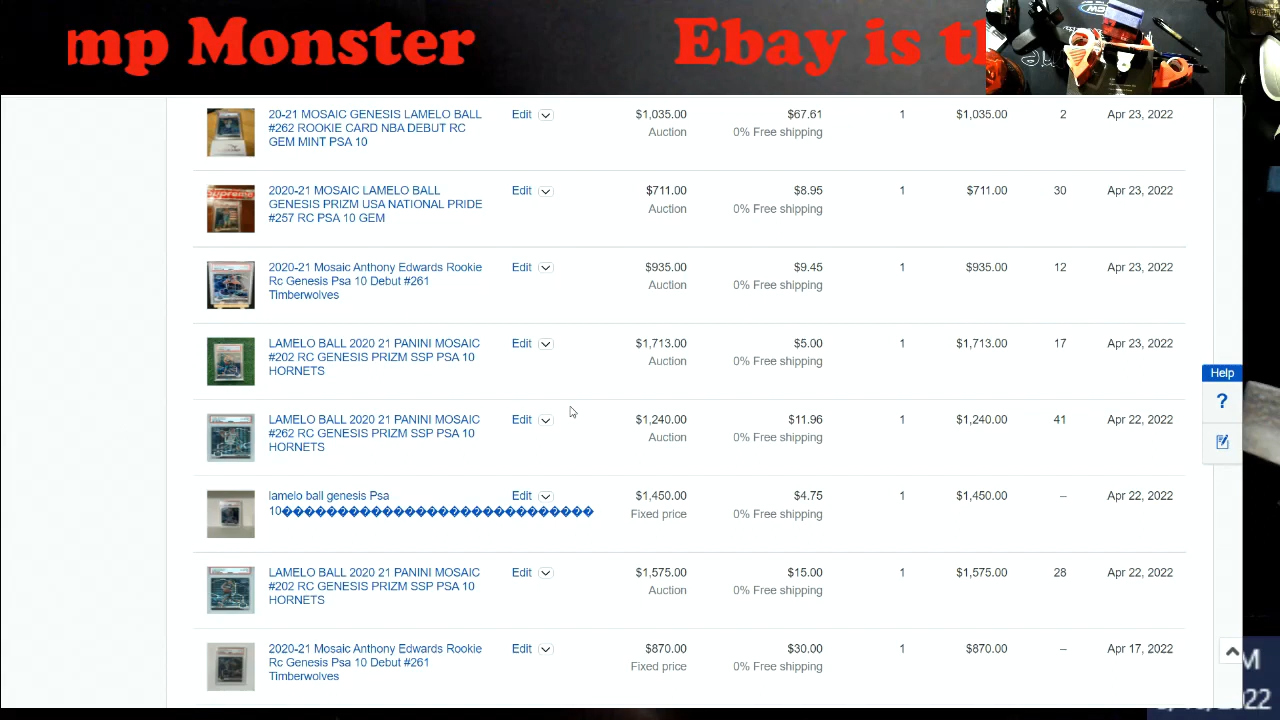 mp Monster Ebay is th
20-21 MOSAIC GENESIS LAMELO BALL #262 ROOKIE CARD NBA DEBUT RC GEM MINT PSA 10 Edit $1,035.00 Auction $67.61 0% Free shipping 1 $1,035.00 2 Apr 23, 2022
2020-21 MOSAIC LAMELO BALL GENESIS PRIZM USA NATIONAL PRIDE #257 RC PSA 10 GEM Edit $711.00 Auction $8.95 0% Free shipping 1 $711.00 30 Apr 23, 2022
2020-21 Mosaic Anthony Edwards Rookie Rc Genesis Psa 10 Debut #261 Timberwolves Edit $935.00 Auction $9.45 0% Free shipping 1 $935.00 12 Apr 23, 2022
LAMELO BALL 2020 21 PANINI MOSAIC #202 RC GENESIS PRIZM SSP PSA 10 HORNETS Edit $1,713.00 Auction $5.00 0% Free shipping 1 $1,713.00 17 Apr 23, 2022
LAMELO BALL 2020 21 PANINI MOSAIC #262 RC GENESIS PRIZM SSP PSA 10 HORNETS Edit $1,240.00 Auction $11.96 0% Free shipping 1 $1,240.00 41 Apr 22, 2022
lamelo ball genesis Psa 10 Edit $1,450.00 Fixed price $4.75 0% Free shipping 1 $1,450.00 – Apr 22, 2022
LAMELO BALL 2020 21 PANINI MOSAIC #202 RC GENESIS PRIZM SSP PSA 10 HORNETS Edit $1,575.00 Auction $15.00 0% Free shipping 1 $1,575.00 28 Apr 22, 2022
2020-21 Mosaic Anthony Edwards Rookie Rc Genesis Psa 10 Debut #261 Timberwolves Edit $870.00 Fixed price $30.00 0% Free shipping 1 $870.00 – Apr 17, 2022
Help
?
Supreme